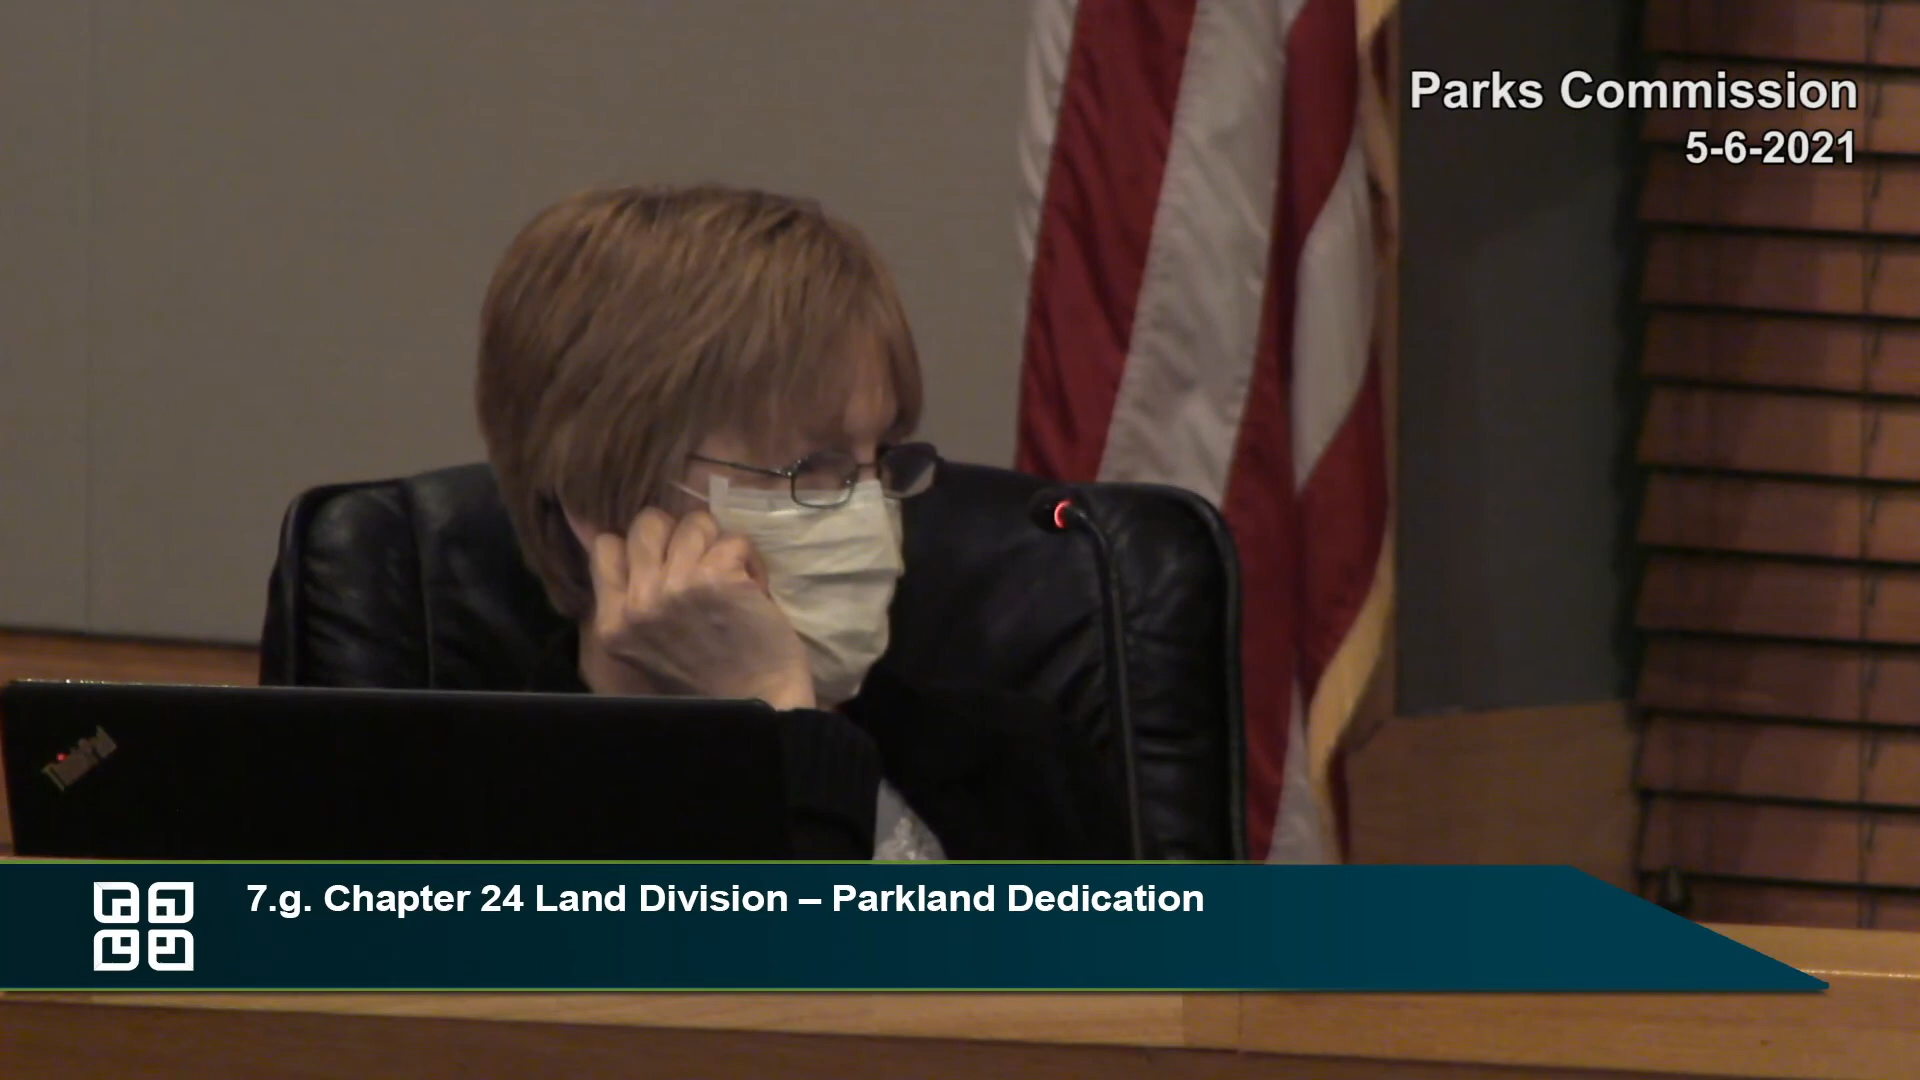 Parks Commission
5-6-2021
ThinkPad
7.g. Chapter 24 Land Division – Parkland Dedication